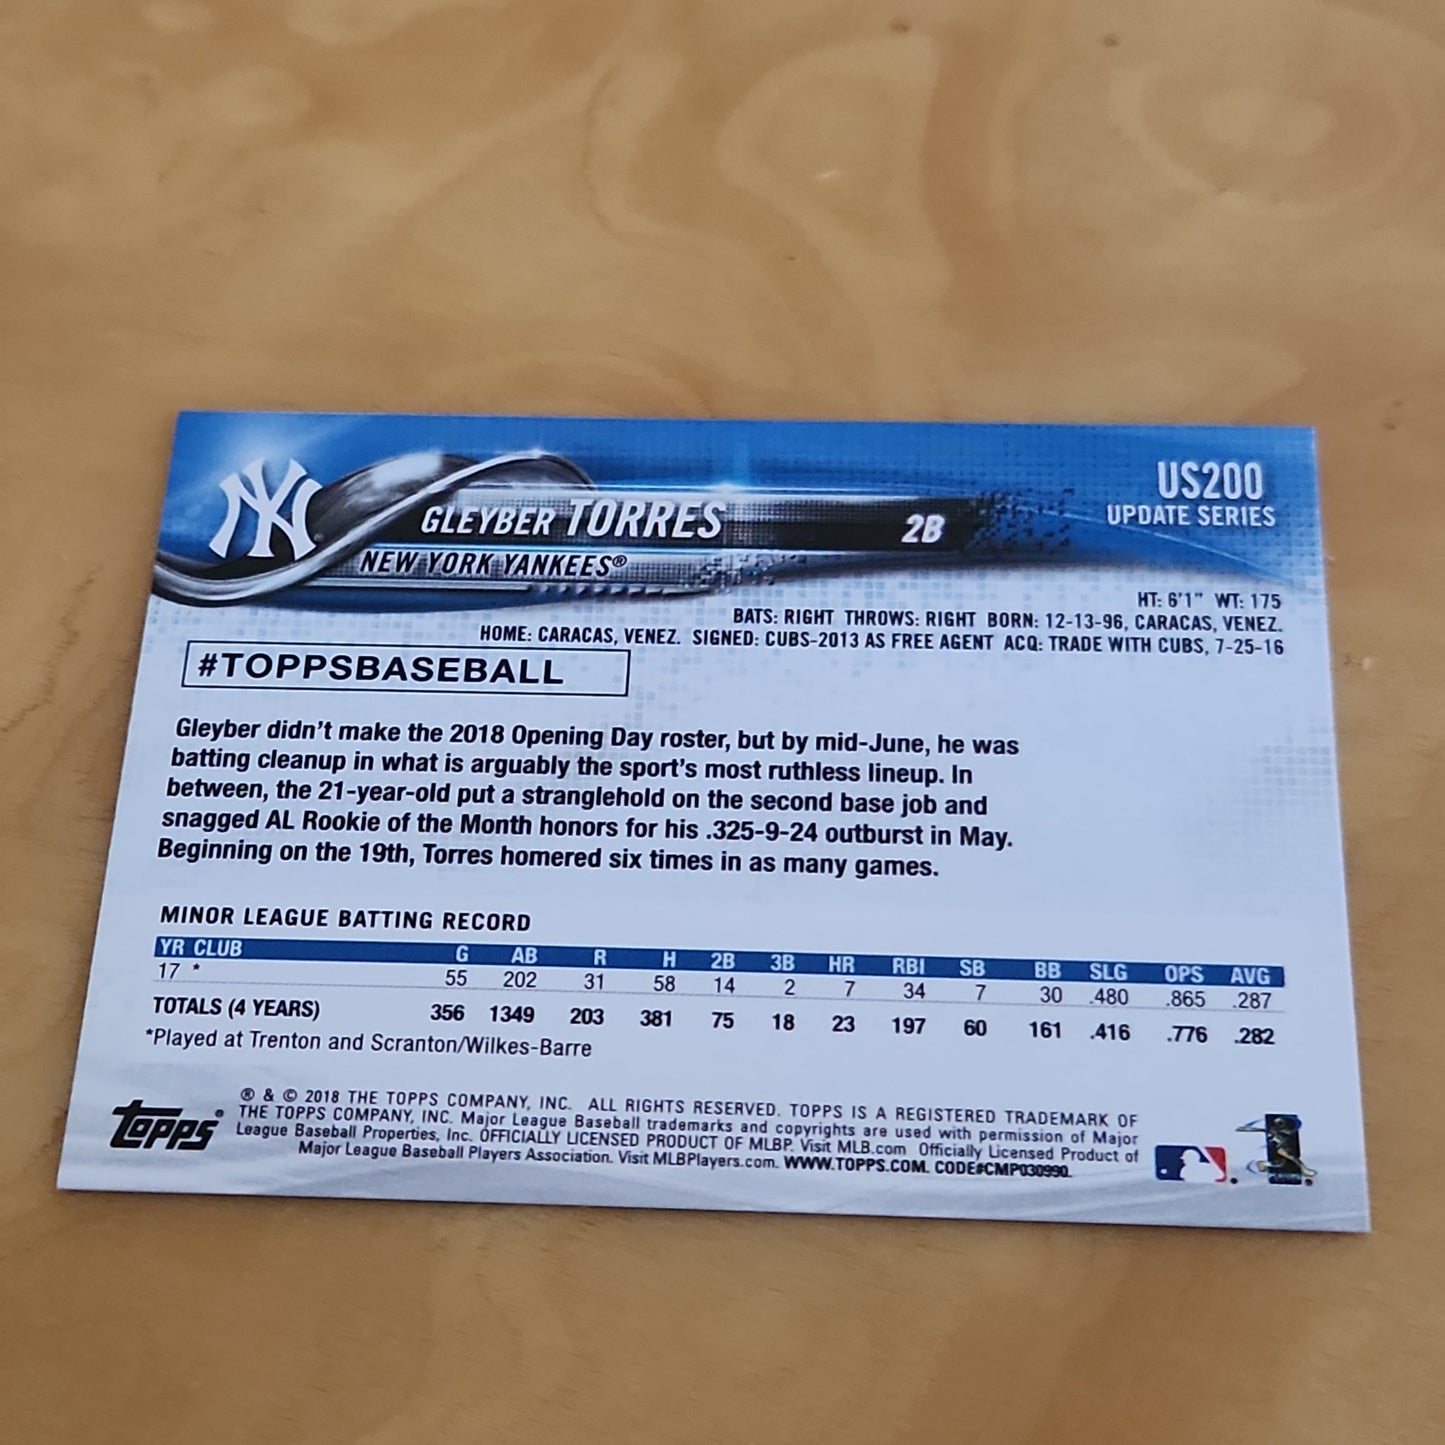 NY
GLEYBER TORRES 2B
NEW YORK YANKEES®
US200
UPDATE SERIES
HT: 6'1" WT: 175
BATS: RIGHT THROWS: RIGHT BORN: 12-13-96, CARACAS, VENEZ.
HOME: CARACAS, VENEZ. SIGNED: CUBS-2013 AS FREE AGENT ACQ: TRADE WITH CUBS, 7-25-16
#TOPPSBASEBALL
Gleyber didn't make the 2018 Opening Day roster, but by mid-June, he was
batting cleanup in what is arguably the sport's most ruthless lineup. In
between, the 21-year-old put a stranglehold on the second base job and
snagged AL Rookie of the Month honors for his .325-9-24 outburst in May.
Beginning on the 19th, Torres homered six times in as many games.
MINOR LEAGUE BATTING RECORD
YR CLUB G AB R H 2B 3B HR RBI SB BB SLG OPS AVG
17 * 55 202 31 58 14 2 7 34 7 30 .480 .865 .287
TOTALS (4 YEARS) 356 1349 203 381 75 18 23 197 60 161 .416 .776 .282
*Played at Trenton and Scranton/Wilkes-Barre
topps®
® & © 2018 THE TOPPS COMPANY, INC. ALL RIGHTS RESERVED. TOPPS IS A REGISTERED TRADEMARK OF
THE TOPPS COMPANY, INC. Major League Baseball trademarks and copyrights are used with permission of Major
League Baseball Properties, Inc. OFFICIALLY LICENSED PRODUCT OF MLBP. Visit MLB.com Officially Licensed Product of
Major League Baseball Players Association. Visit MLBPlayers.com. WWW.TOPPS.COM. CODE#CMP030990.